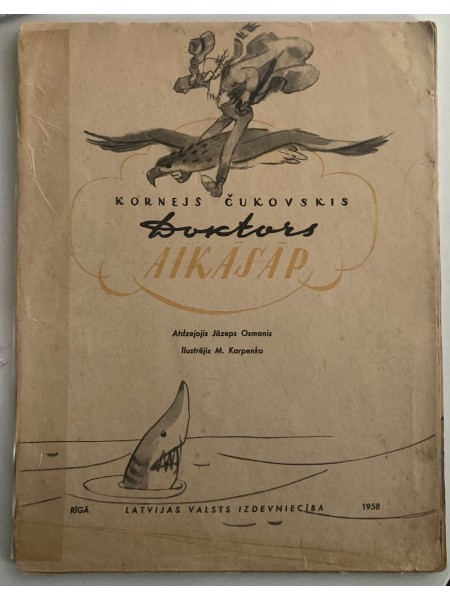 KORNEJS ČUKOVSKIS
Doktors
AIKĀSĀP
Atdzejojis Jāzeps Osmanis
Ilustrējis M. Karpenko
RĪGĀ LATVIJAS VALSTS IZDEVNIECĪBA 1958